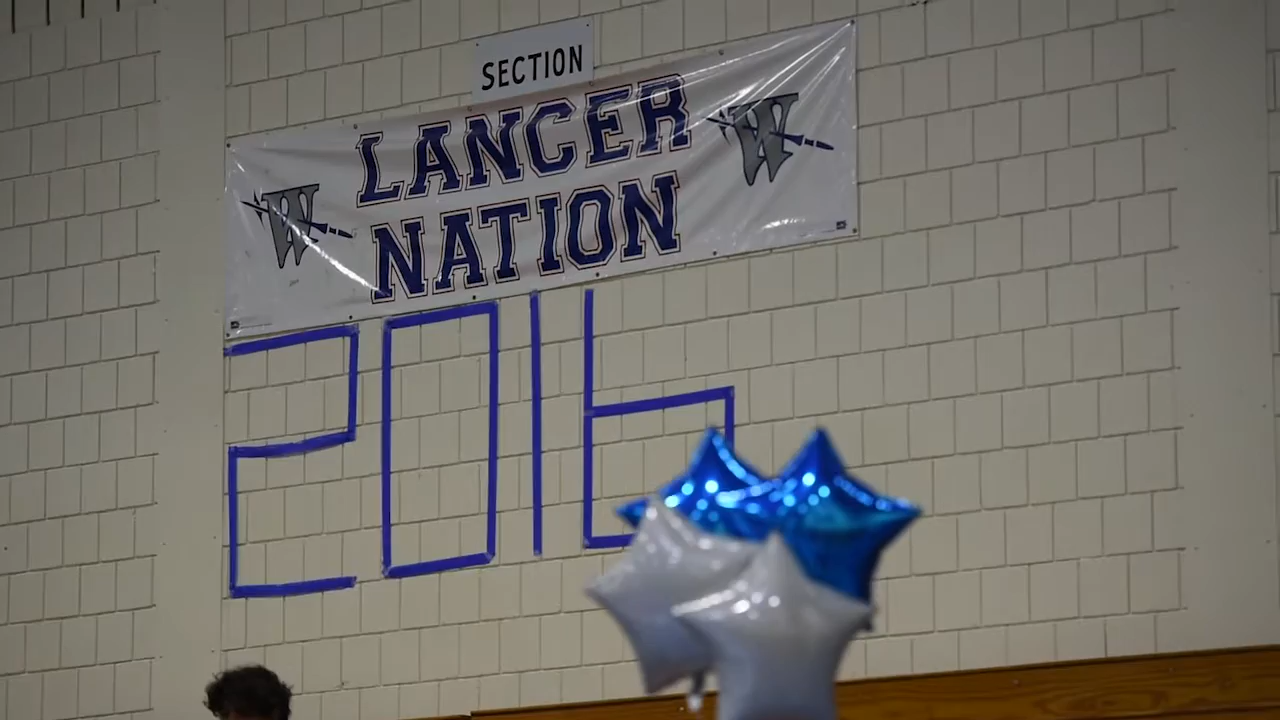 SECTION
LANCER
W W
NATION
2016